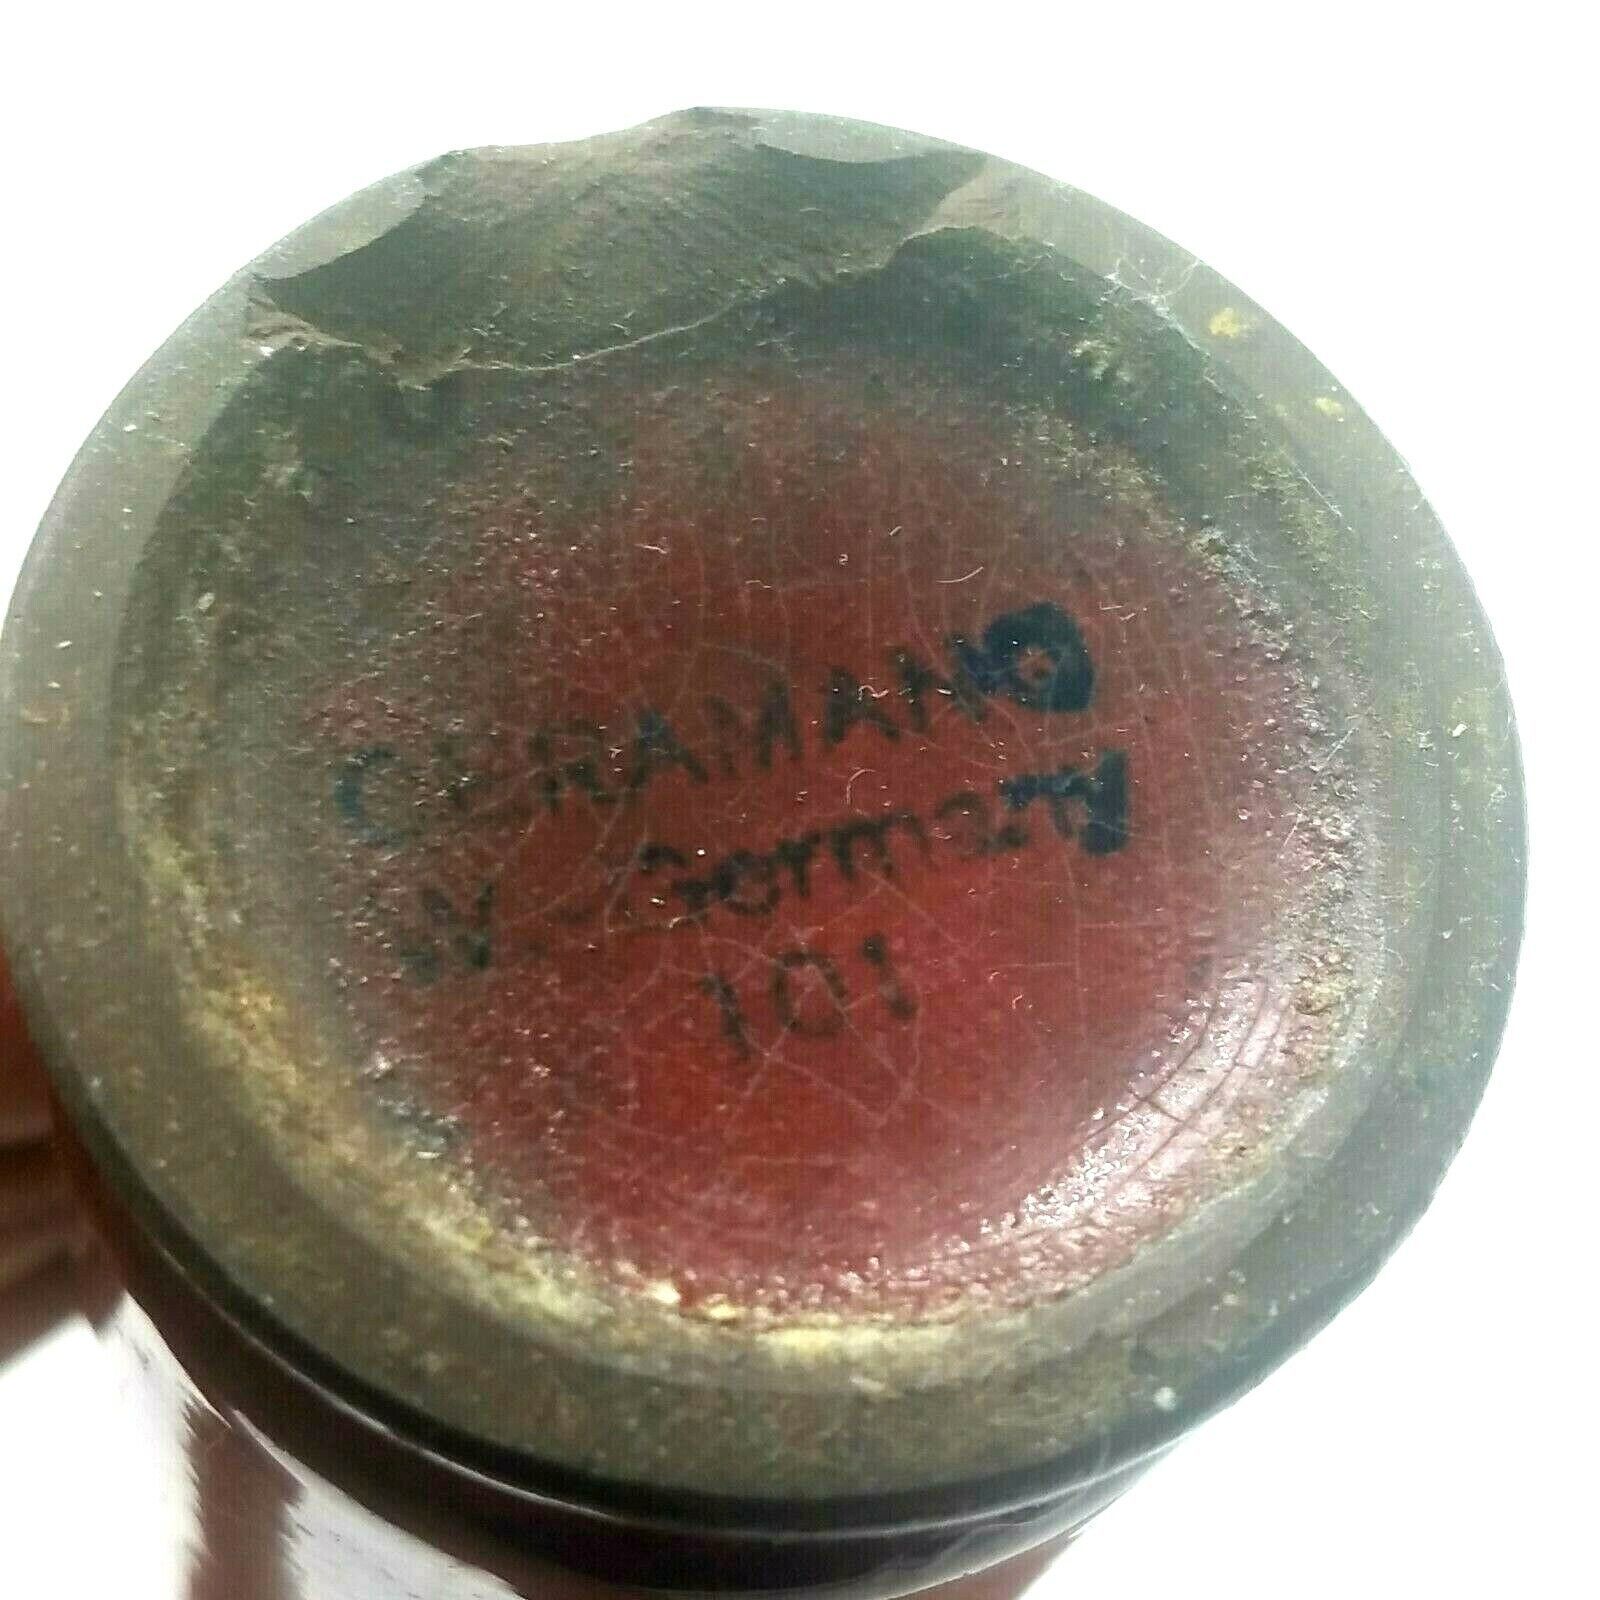 CERAMANO
W. Germany
101